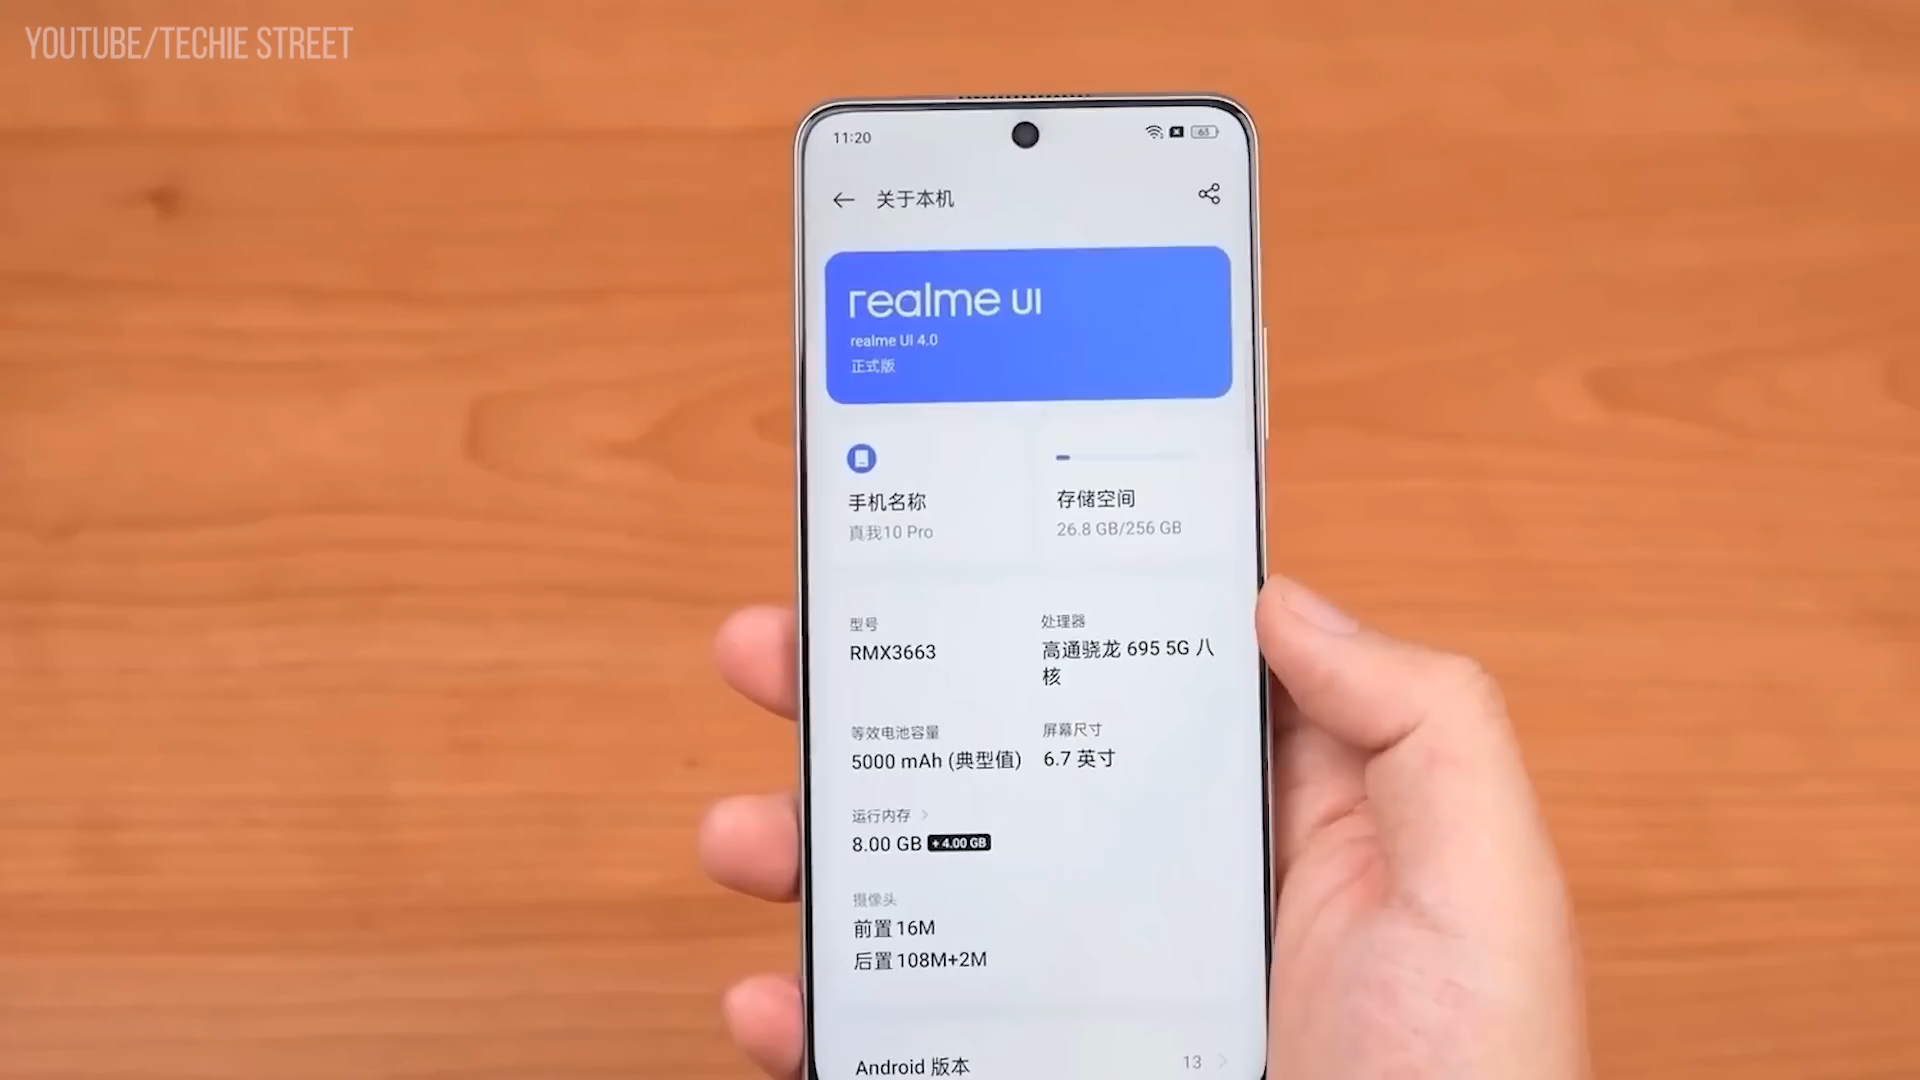 YOUTUBE/TECHIE STREET
11:20
63
关于本机
realme UI
realme UI 4.0
正式版
手机名称
真我10 Pro
存储空间
26.8 GB/256 GB
型号
RMX3663
处理器
高通骁龙 695 5G 八
核
等效电池容量
5000 mAh (典型值)
屏幕尺寸
6.7 英寸
运行内存
8.00 GB +4.00 GB
摄像头
前置16M
后置108M+2M
Android 版本 13